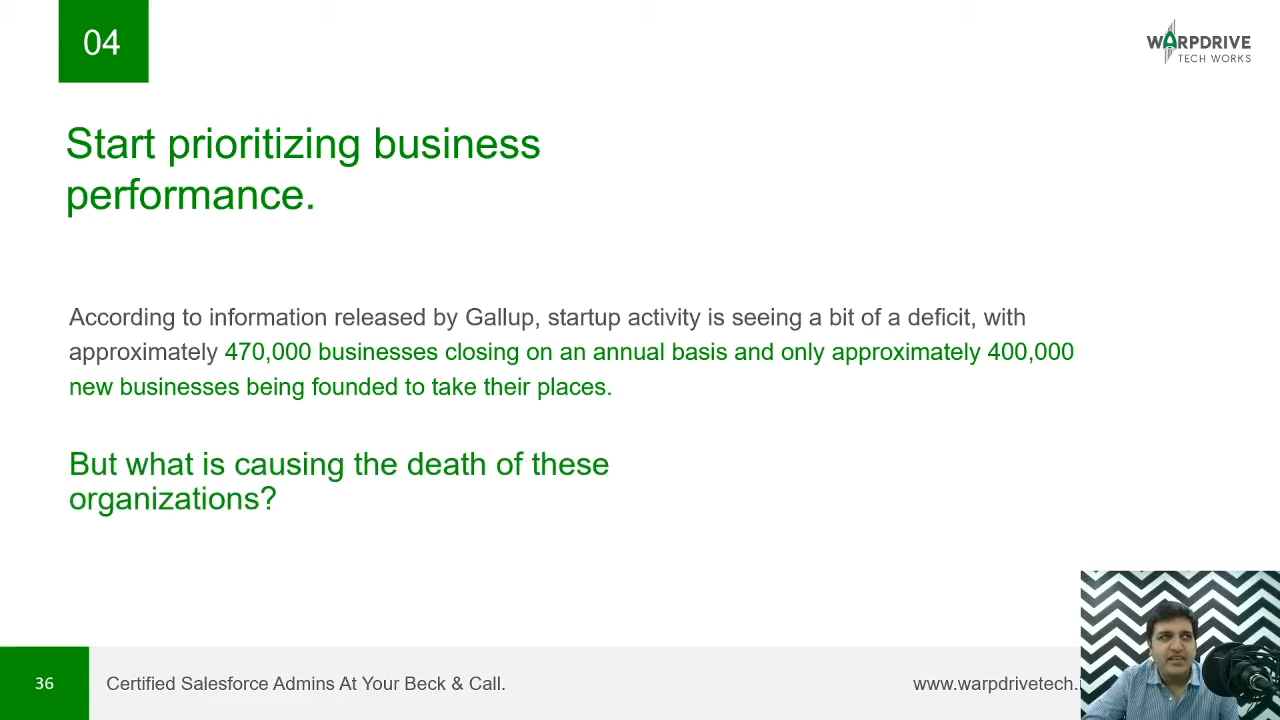 04
WARPDRIVE
TECH WORKS
Start prioritizing business
performance.
According to information released by Gallup, startup activity is seeing a bit of a deficit, with
approximately 470,000 businesses closing on an annual basis and only approximately 400,000
new businesses being founded to take their places.
But what is causing the death of these
organizations?
36
Certified Salesforce Admins At Your Beck & Call.
www.warpdrivetech.